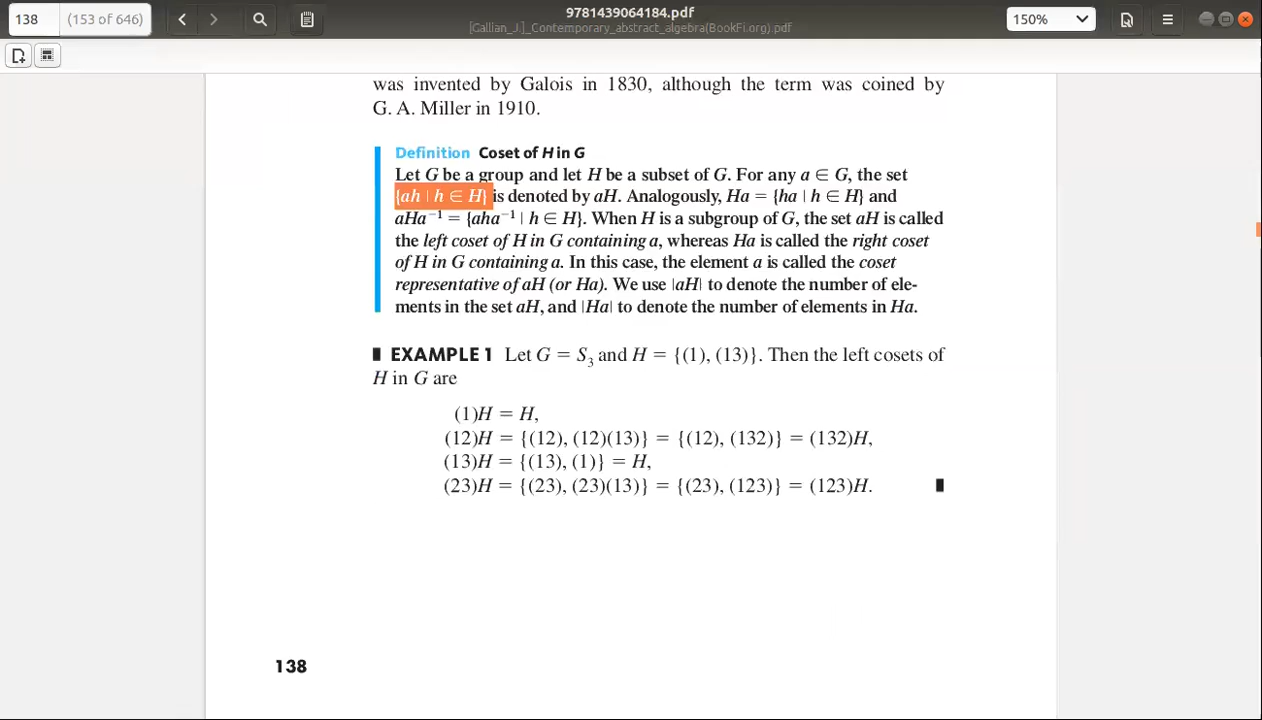 138 (153 of 646)
9781439064184.pdf
[Gallian_J.]_Contemporary_abstract_algebra(BookFi.org).pdf
150%
was invented by Galois in 1830, although the term was coined by
G. A. Miller in 1910.
Definition Coset of H in G
Let G be a group and let H be a subset of G. For any a ∈ G, the set
{ah | h ∈ H} is denoted by aH. Analogously, Ha = {ha | h ∈ H} and
aHa⁻¹ = {aha⁻¹ | h ∈ H}. When H is a subgroup of G, the set aH is called
the left coset of H in G containing a, whereas Ha is called the right coset
of H in G containing a. In this case, the element a is called the coset
representative of aH (or Ha). We use |aH| to denote the number of ele-
ments in the set aH, and |Ha| to denote the number of elements in Ha.
EXAMPLE 1 Let G = S₃ and H = {(1), (13)}. Then the left cosets of
H in G are
(1)H = H,
(12)H = {(12), (12)(13)} = {(12), (132)} = (132)H,
(13)H = {(13), (1)} = H,
(23)H = {(23), (23)(13)} = {(23), (123)} = (123)H.
138